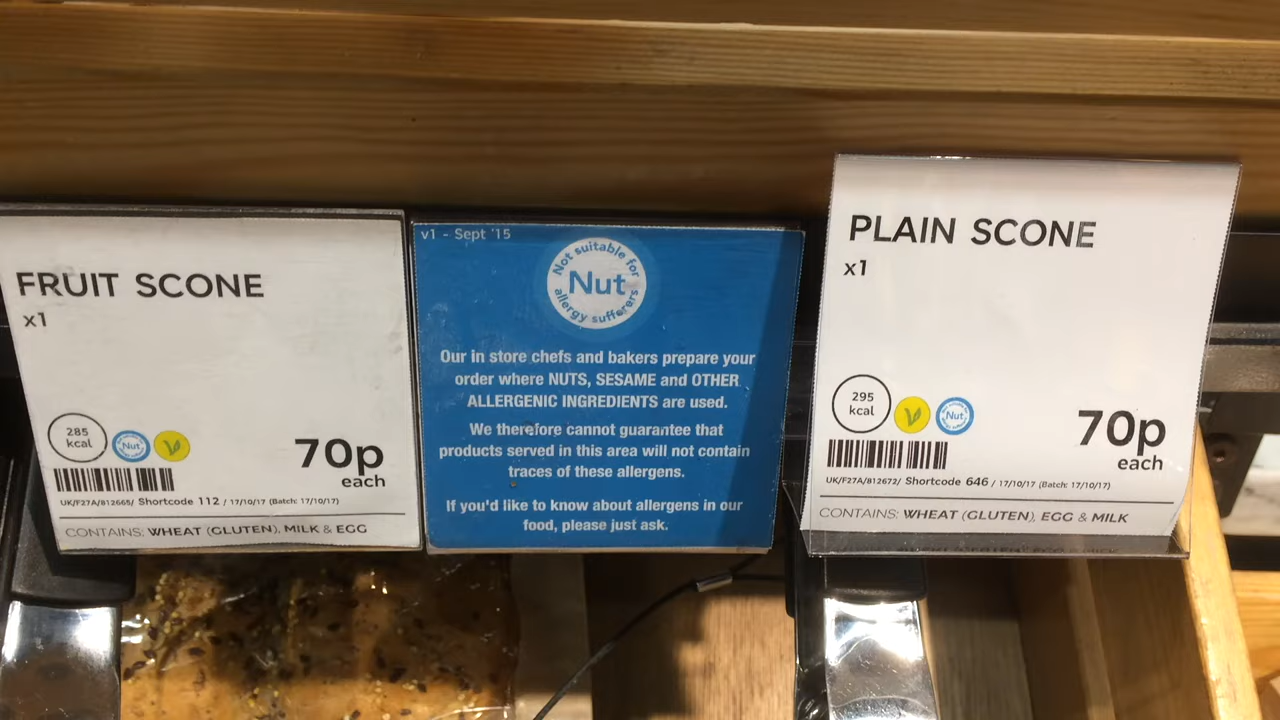 FRUIT SCONE
x1
285
kcal
Nut
70p
each
UK/F27A/812665/ Shortcode 112 / 17/10/17 (Batch: 17/10/17)
CONTAINS: WHEAT (GLUTEN), MILK & EGG
v1 - Sept '15
Not suitable for
Nut
allergy sufferers
Our in store chefs and bakers prepare your
order where NUTS, SESAME and OTHER
ALLERGENIC INGREDIENTS are used.
We therefore cannot guarantee that
products served in this area will not contain
traces of these allergens.
If you'd like to know about allergens in our
food, please just ask.
PLAIN SCONE
x1
295
kcal
Nut
70p
each
UK/F27A/812672/ Shortcode 646 / 17/10/17 (Batch: 17/10/17)
CONTAINS: WHEAT (GLUTEN), EGG & MILK